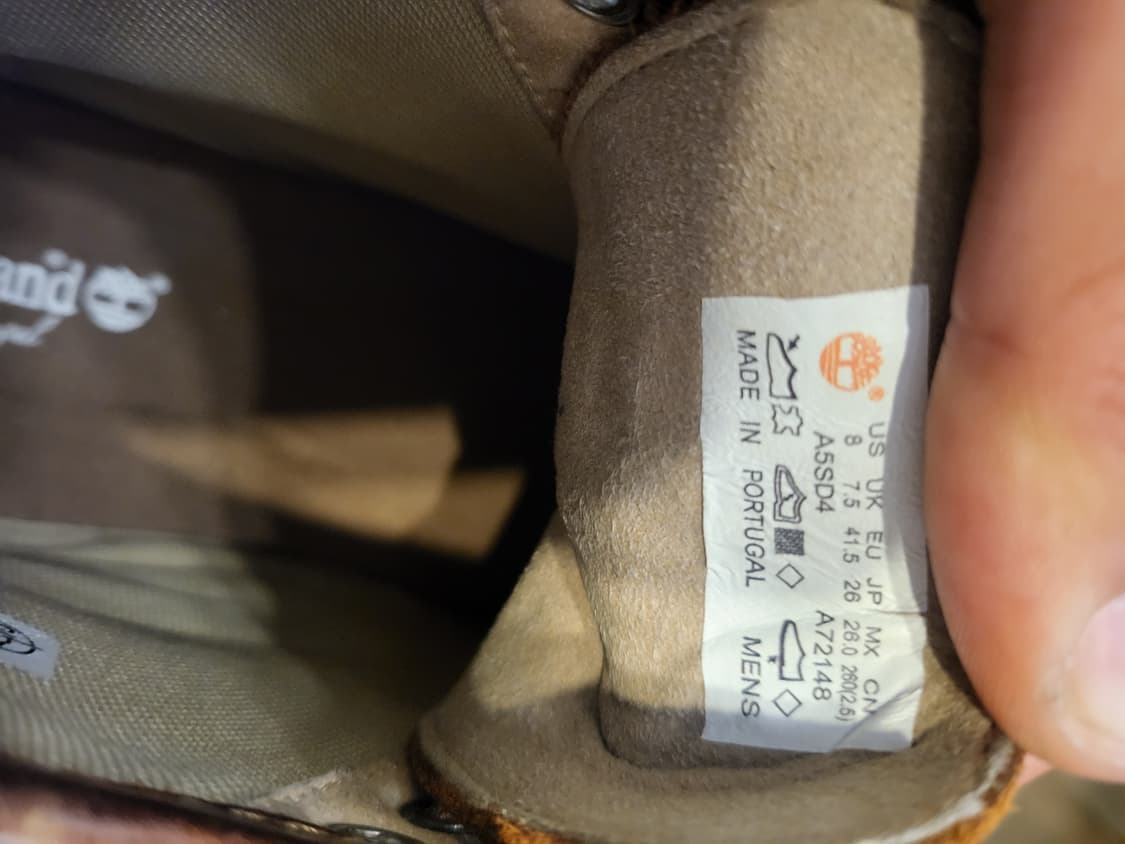 and
US UK EU JP MX CN
8 7.5 41.5 26 26.0 260(2.5)
A5SD4 A72148
MADE IN PORTUGAL MENS